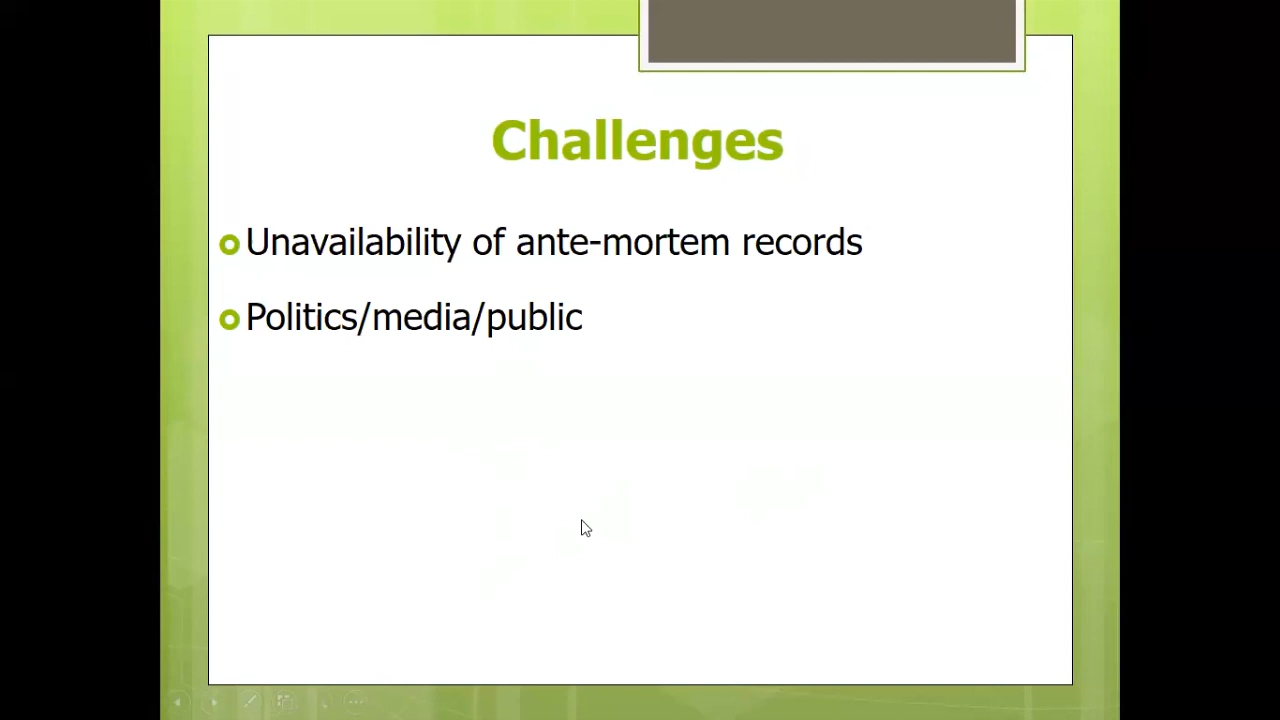 Challenges
Unavailability of ante-mortem records
Politics/media/public